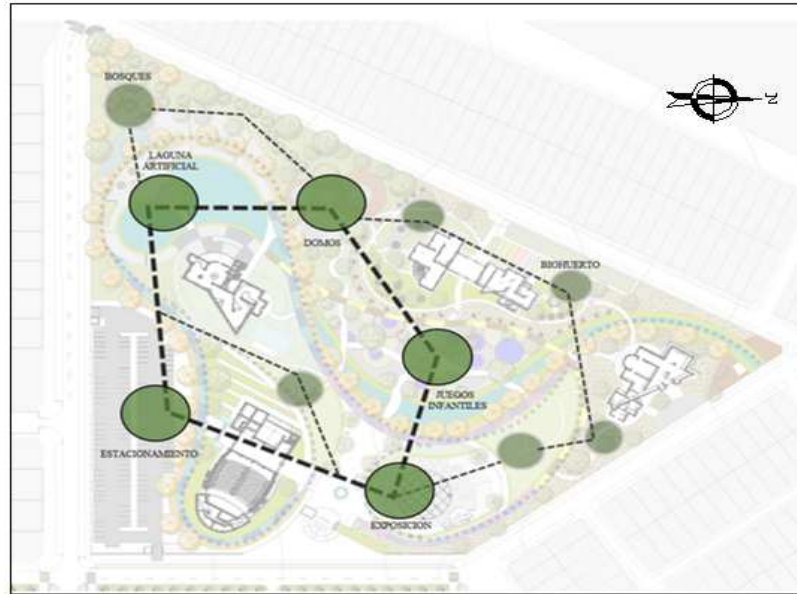 BOSQUES
LAGUNA
ARTIFICIAL
DOMOS
BIOHUERTO
JUEGOS
INFANTILES
ESTACIONAMIENTO
EXPOSICION
N